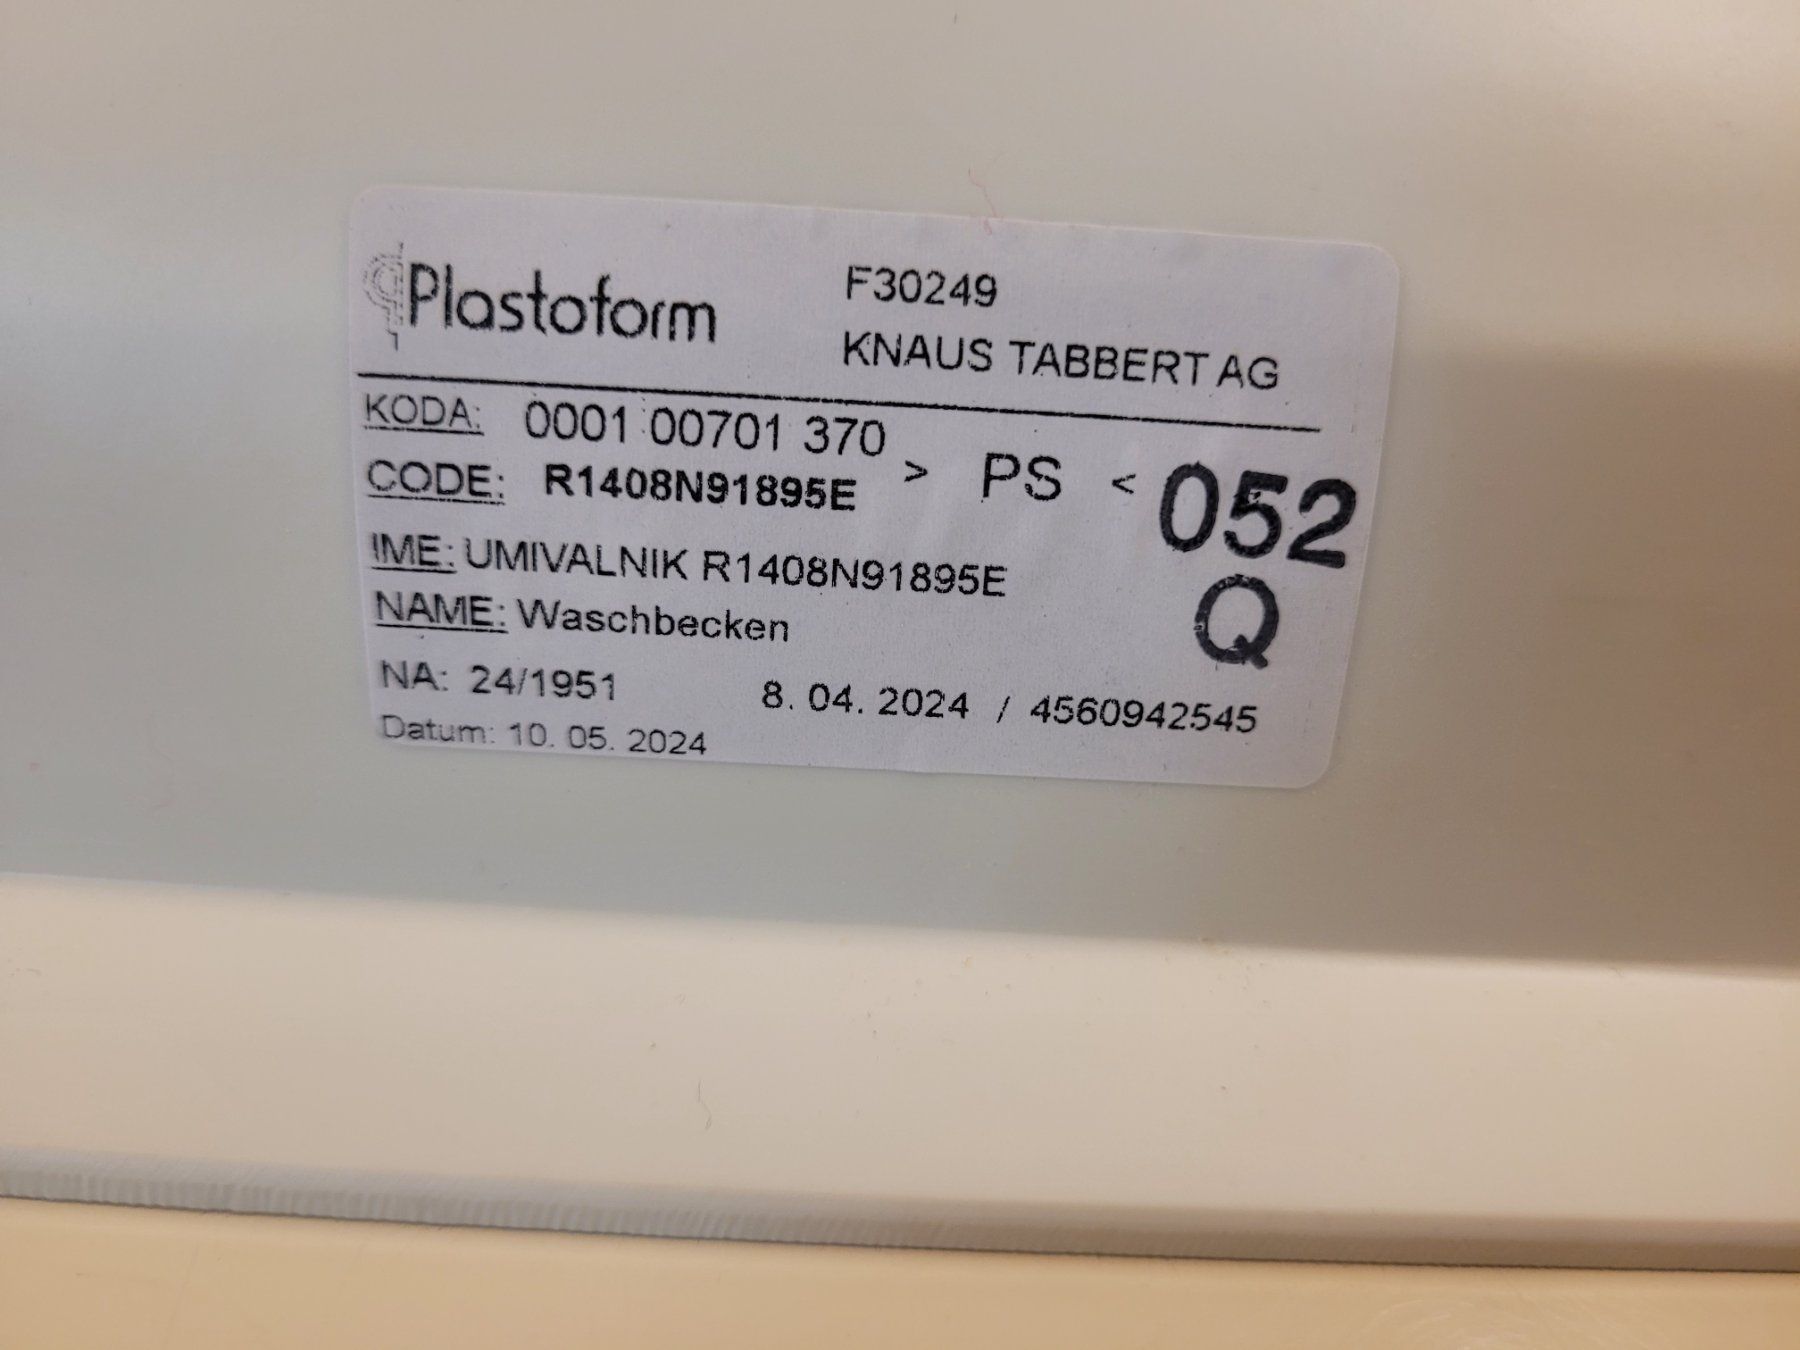 Plastoform
F30249
KNAUS TABBERT AG
KODA: 0001 00701 370
CODE: R1408N91895E
> PS <
052
Q
IME: UMIVALNIK R1408N91895E
NAME: Waschbecken
NA: 24/1951
8. 04. 2024 / 4560942545
Datum: 10. 05. 2024